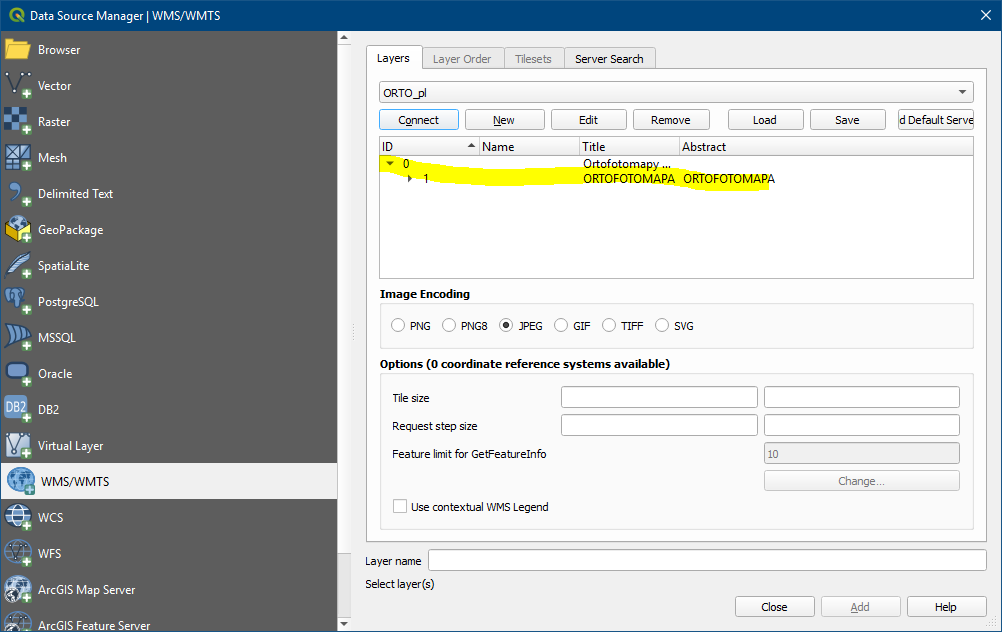 Data Source Manager | WMS/WMTS
Browser
Vector
Raster
Mesh
Delimited Text
GeoPackage
SpatiaLite
PostgreSQL
MSSQL
Oracle
DB2
DB2
Virtual Layer
WMS/WMTS
WCS
WFS
ArcGIS Map Server
ArcGIS Feature Server
Layers Layer Order Tilesets Server Search
ORTO_pl
Connect New Edit Remove Load Save d Default Serve
ID Name Title Abstract
0 Ortofotomapy ...
1 ORTOFOTOMAPA ORTOFOTOMAPA
Image Encoding
PNG PNG8 JPEG GIF TIFF SVG
Options (0 coordinate reference systems available)
Tile size
Request step size
Feature limit for GetFeatureInfo 10
Change...
Use contextual WMS Legend
Layer name
Select layer(s)
Close Add Help